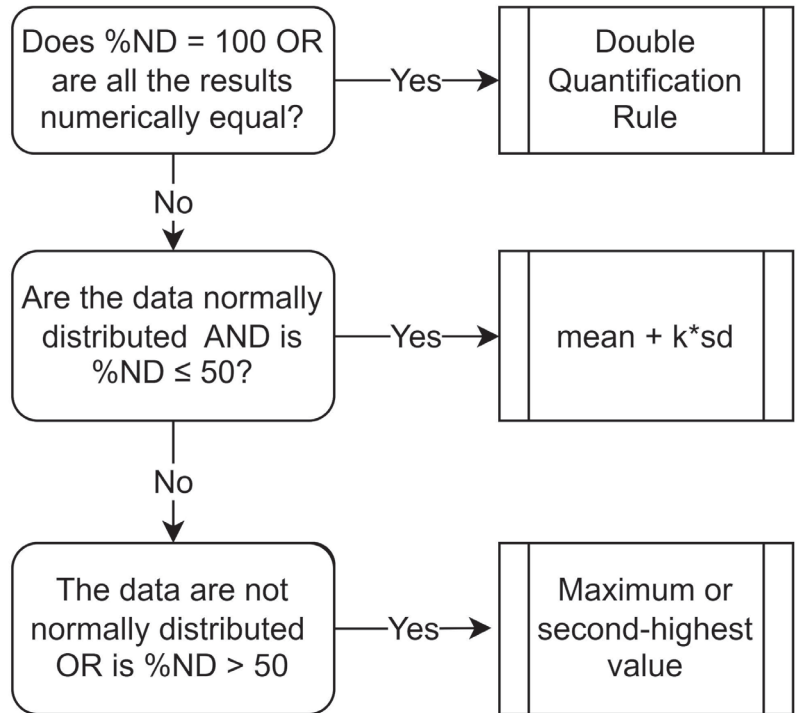 Does %ND = 100 OR
are all the results
numerically equal?
Yes
Double
Quantification
Rule
No
Are the data normally
distributed AND is
%ND ≤ 50?
Yes
mean + k*sd
No
The data are not
normally distributed
OR is %ND > 50
Yes
Maximum or
second-highest
value